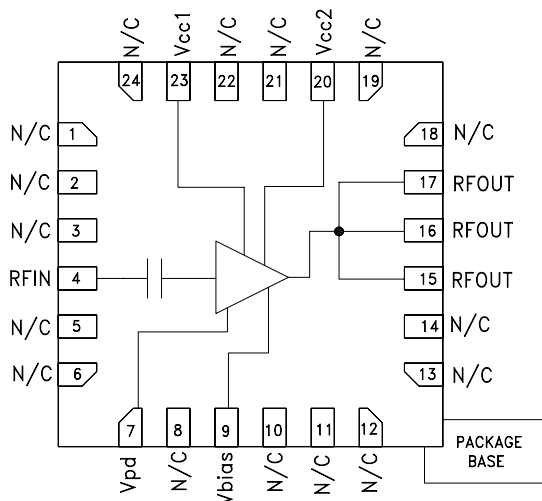 N/C
Vcc1
N/C
N/C
Vcc2
N/C
24
23
22
21
20
19
N/C 1
18 N/C
N/C 2
17 RFOUT
N/C 3
16 RFOUT
RFIN 4
15 RFOUT
N/C 5
14 N/C
N/C 6
13 N/C
7
8
9
10
11
12
Vpd
N/C
Vbias
N/C
N/C
N/C
PACKAGE
BASE